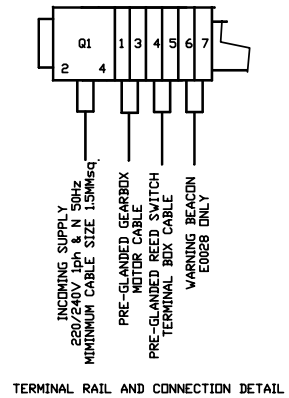 Q1
2
4
1
3
4
5
6
7
INCOMING SUPPLY
220/240V 1ph & N 50Hz
MIMINMUM CABLE SIZE 1.5MMsq.
PRE-GLANDED GEARBOX
MOTOR CABLE
PRE-GLANDED REED SWITCH
TERMINAL BOX CABLE
WARNING BEACON
E0028 ONLY
TERMINAL RAIL AND CONNECTION DETAIL